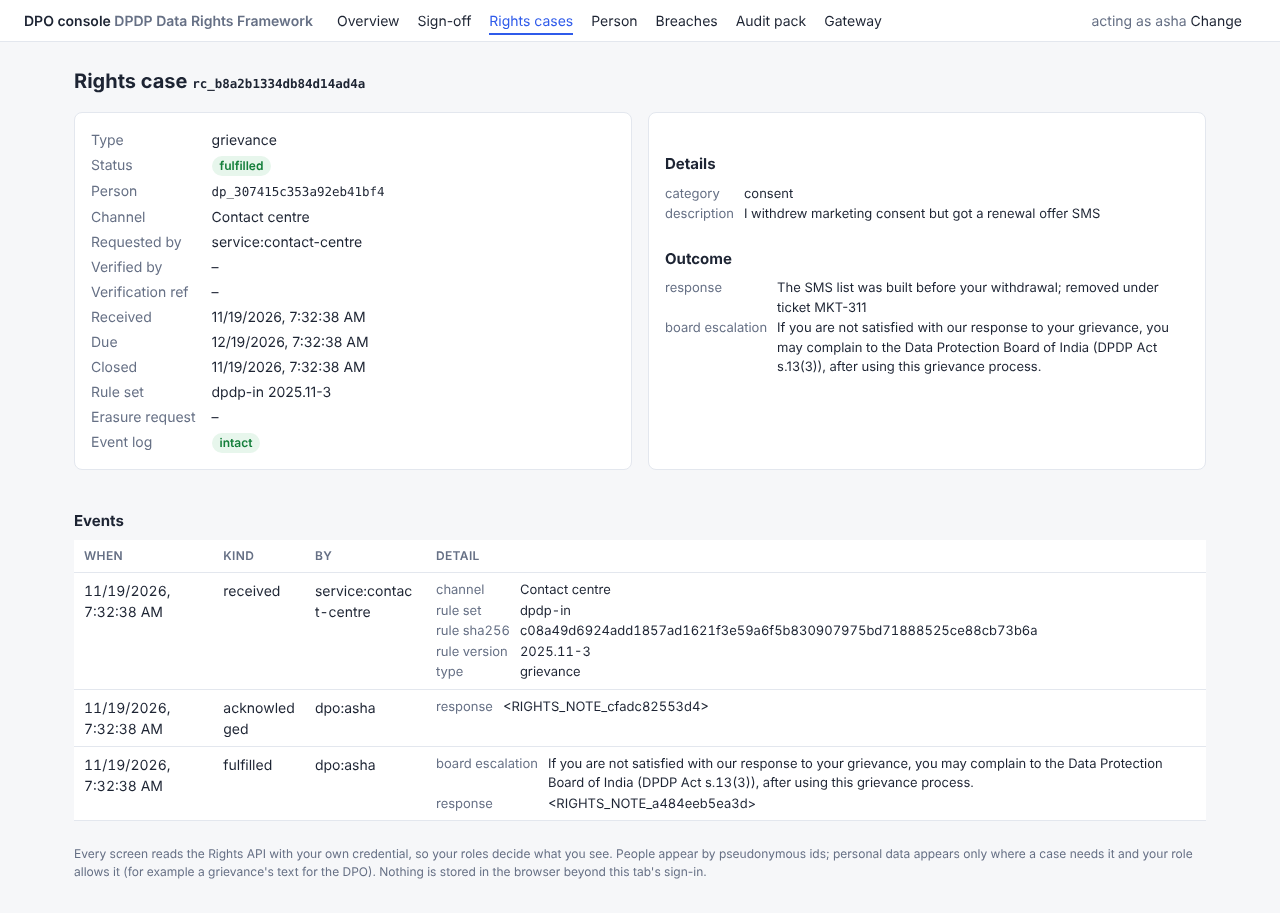 DPO console DPDP Data Rights Framework Overview Sign-off Rights cases Person Breaches Audit pack Gateway acting as asha Change
Rights case rc_b8a2b1334db84d14ad4a
Type grievance
Status fulfilled
Person dp_307415c353a92eb41bf4
Channel Contact centre
Requested by service:contact-centre
Verified by –
Verification ref –
Received 11/19/2026, 7:32:38 AM
Due 12/19/2026, 7:32:38 AM
Closed 11/19/2026, 7:32:38 AM
Rule set dpdp-in 2025.11-3
Erasure request –
Event log intact
Details
category consent
description I withdrew marketing consent but got a renewal offer SMS
Outcome
response The SMS list was built before your withdrawal; removed under
ticket MKT-311
board escalation If you are not satisfied with our response to your grievance, you
may complain to the Data Protection Board of India (DPDP Act
s.13(3)), after using this grievance process.
Events
WHEN KIND BY DETAIL
11/19/2026, received service:contac channel Contact centre
7:32:38 AM t-centre rule set dpdp-in
rule sha256 c08a49d6924add1857ad1621f3e59a6f5b830907975bd71888525ce88cb73b6a
rule version 2025.11-3
type grievance
11/19/2026, acknowled dpo:asha response <RIGHTS_NOTE_cfadc82553d4>
7:32:38 AM ged
11/19/2026, fulfilled dpo:asha board escalation If you are not satisfied with our response to your grievance, you may complain to the Data Protection
7:32:38 AM Board of India (DPDP Act s.13(3)), after using this grievance process.
response <RIGHTS_NOTE_a484eeb5ea3d>
Every screen reads the Rights API with your own credential, so your roles decide what you see. People appear by pseudonymous ids; personal data appears only where a case needs it and your role
allows it (for example a grievance's text for the DPO). Nothing is stored in the browser beyond this tab's sign-in.